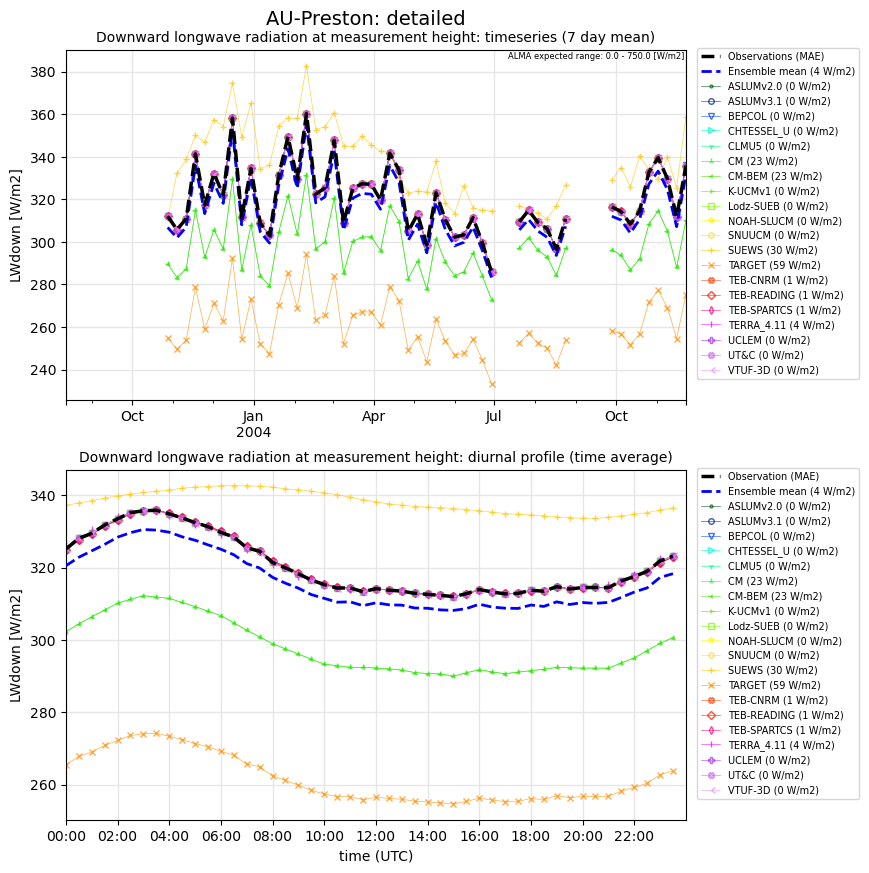 AU-Preston: detailed
Downward longwave radiation at measurement height: timeseries (7 day mean)
ALMA expected range: 0.0 - 750.0 [W/m2]
LWdown [W/m2]
380
360
340
320
300
280
260
240
Oct
Jan
2004
Apr
Jul
Oct
Observations (MAE)
Ensemble mean (4 W/m2)
ASLUMv2.0 (0 W/m2)
ASLUMv3.1 (0 W/m2)
BEPCOL (0 W/m2)
CHTESSEL_U (0 W/m2)
CLMU5 (0 W/m2)
CM (23 W/m2)
CM-BEM (23 W/m2)
K-UCMv1 (0 W/m2)
Lodz-SUEB (0 W/m2)
NOAH-SLUCM (0 W/m2)
SNUUCM (0 W/m2)
SUEWS (30 W/m2)
TARGET (59 W/m2)
TEB-CNRM (1 W/m2)
TEB-READING (1 W/m2)
TEB-SPARTCS (1 W/m2)
TERRA_4.11 (4 W/m2)
UCLEM (0 W/m2)
UT&C (0 W/m2)
VTUF-3D (0 W/m2)
Downward longwave radiation at measurement height: diurnal profile (time average)
LWdown [W/m2]
340
320
300
280
260
00:00
02:00
04:00
06:00
08:00
10:00
12:00
14:00
16:00
18:00
20:00
22:00
time (UTC)
Observation (MAE)
Ensemble mean (4 W/m2)
ASLUMv2.0 (0 W/m2)
ASLUMv3.1 (0 W/m2)
BEPCOL (0 W/m2)
CHTESSEL_U (0 W/m2)
CLMU5 (0 W/m2)
CM (23 W/m2)
CM-BEM (23 W/m2)
K-UCMv1 (0 W/m2)
Lodz-SUEB (0 W/m2)
NOAH-SLUCM (0 W/m2)
SNUUCM (0 W/m2)
SUEWS (30 W/m2)
TARGET (59 W/m2)
TEB-CNRM (1 W/m2)
TEB-READING (1 W/m2)
TEB-SPARTCS (1 W/m2)
TERRA_4.11 (4 W/m2)
UCLEM (0 W/m2)
UT&C (0 W/m2)
VTUF-3D (0 W/m2)